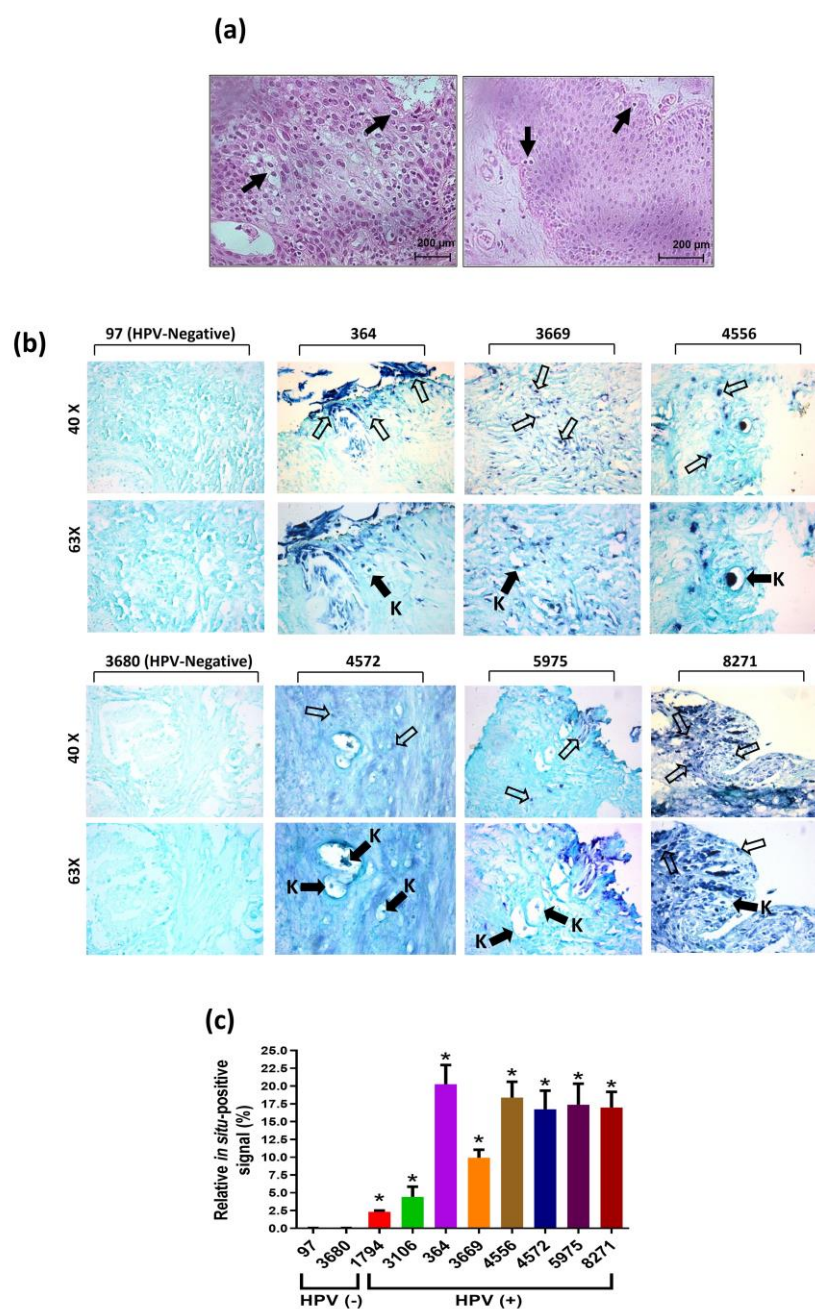 (a)
200 µm
200 µm
(b)
97 (HPV-Negative)
364
3669
4556
40 X
63X
K
K
K
3680 (HPV-Negative)
4572
5975
8271
40 X
63X
K
K
K
K
K
K
(c)
Relative in situ-positive
signal (%)
25.0
22.5
20.0
17.5
15.0
12.5
10.0
7.5
5.0
2.5
0.0
*
*
*
*
*
*
*
*
97
3680
1794
3106
364
3669
4556
4572
5975
8271
HPV (-)
HPV (+)